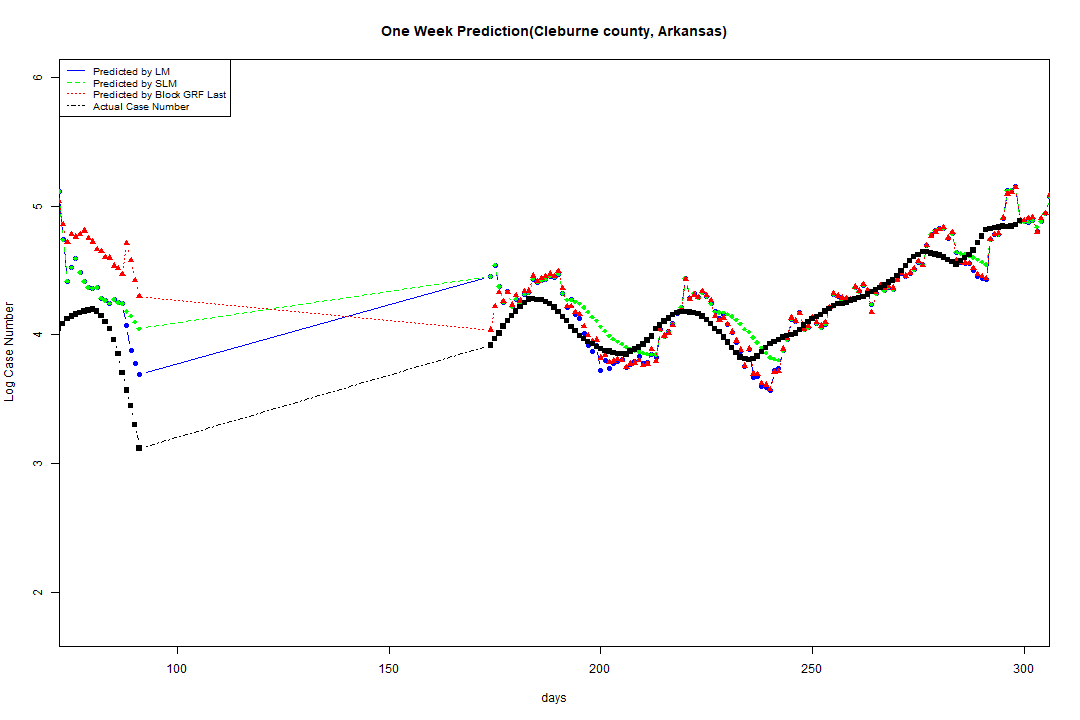 One Week Prediction(Cleburne county, Arkansas)
Predicted by LM
Predicted by SLM
Predicted by Block GRF Last
Actual Case Number
6
5
4
3
2
Log Case Number
100
150
200
250
300
days